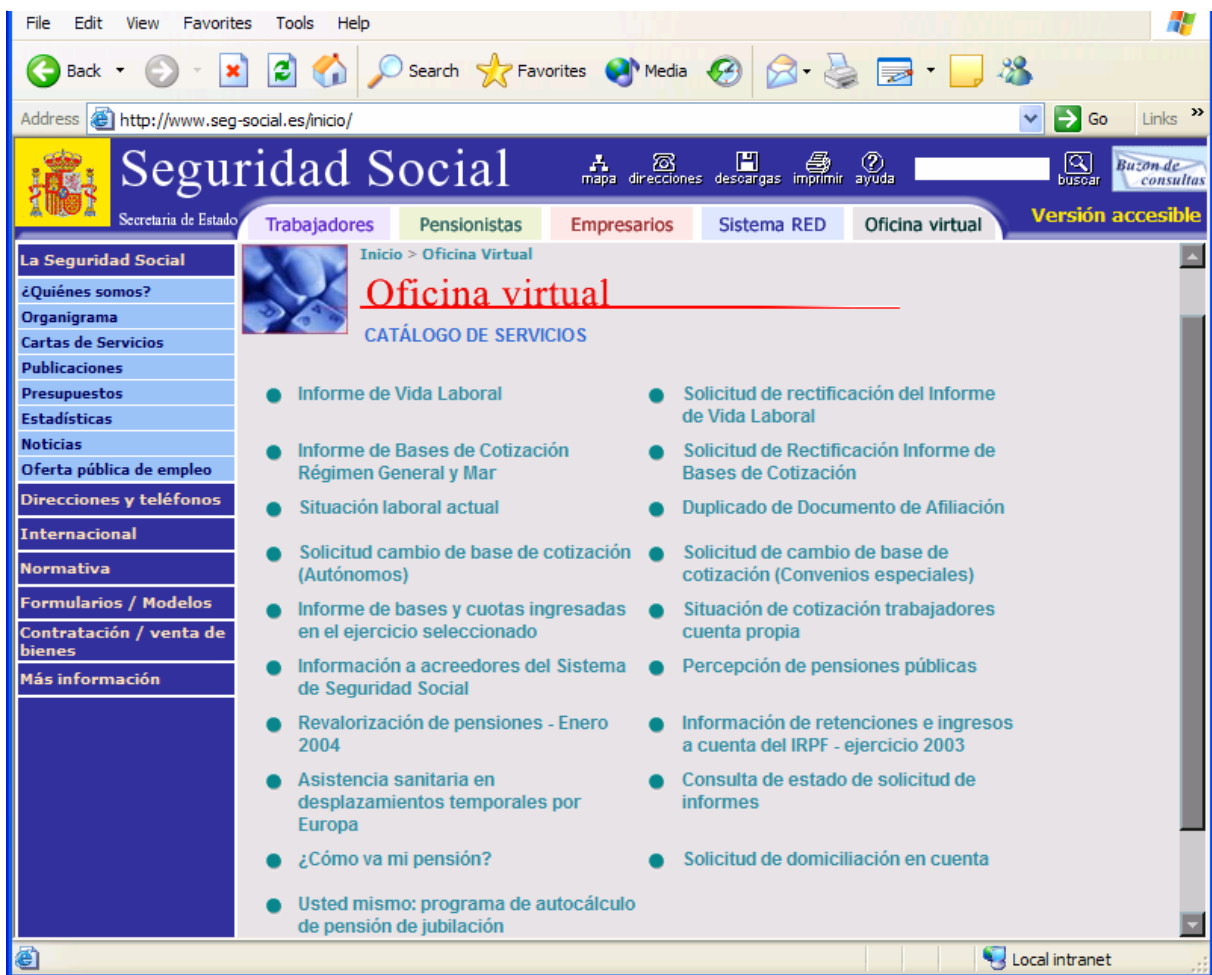 File Edit View Favorites Tools Help
Back Search Favorites Media
Address http://www.seg-social.es/inicio/ Go Links »
Seguridad Social
mapa direcciones descargas imprimir ayuda buscar
Buzon de
consultas
Secretaria de Estado
Trabajadores Pensionistas Empresarios Sistema RED Oficina virtual
Versión accesible
La Seguridad Social
¿Quiénes somos?
Organigrama
Cartas de Servicios
Publicaciones
Presupuestos
Estadísticas
Noticias
Oferta pública de empleo
Direcciones y teléfonos
Internacional
Normativa
Formularios / Modelos
Contratación / venta de
bienes
Más información
Inicio > Oficina Virtual
Oficina virtual
CATÁLOGO DE SERVICIOS
Informe de Vida Laboral
Solicitud de rectificación del Informe
de Vida Laboral
Informe de Bases de Cotización
Régimen General y Mar
Solicitud de Rectificación Informe de
Bases de Cotización
Situación laboral actual
Duplicado de Documento de Afiliación
Solicitud cambio de base de cotización
(Autónomos)
Solicitud de cambio de base de
cotización (Convenios especiales)
Informe de bases y cuotas ingresadas
en el ejercicio seleccionado
Situación de cotización trabajadores
cuenta propia
Información a acreedores del Sistema
de Seguridad Social
Percepción de pensiones públicas
Revalorización de pensiones - Enero
2004
Información de retenciones e ingresos
a cuenta del IRPF - ejercicio 2003
Asistencia sanitaria en
desplazamientos temporales por
Europa
Consulta de estado de solicitud de
informes
¿Cómo va mi pensión?
Solicitud de domiciliación en cuenta
Usted mismo: programa de autocálculo
de pensión de jubilación
Local intranet